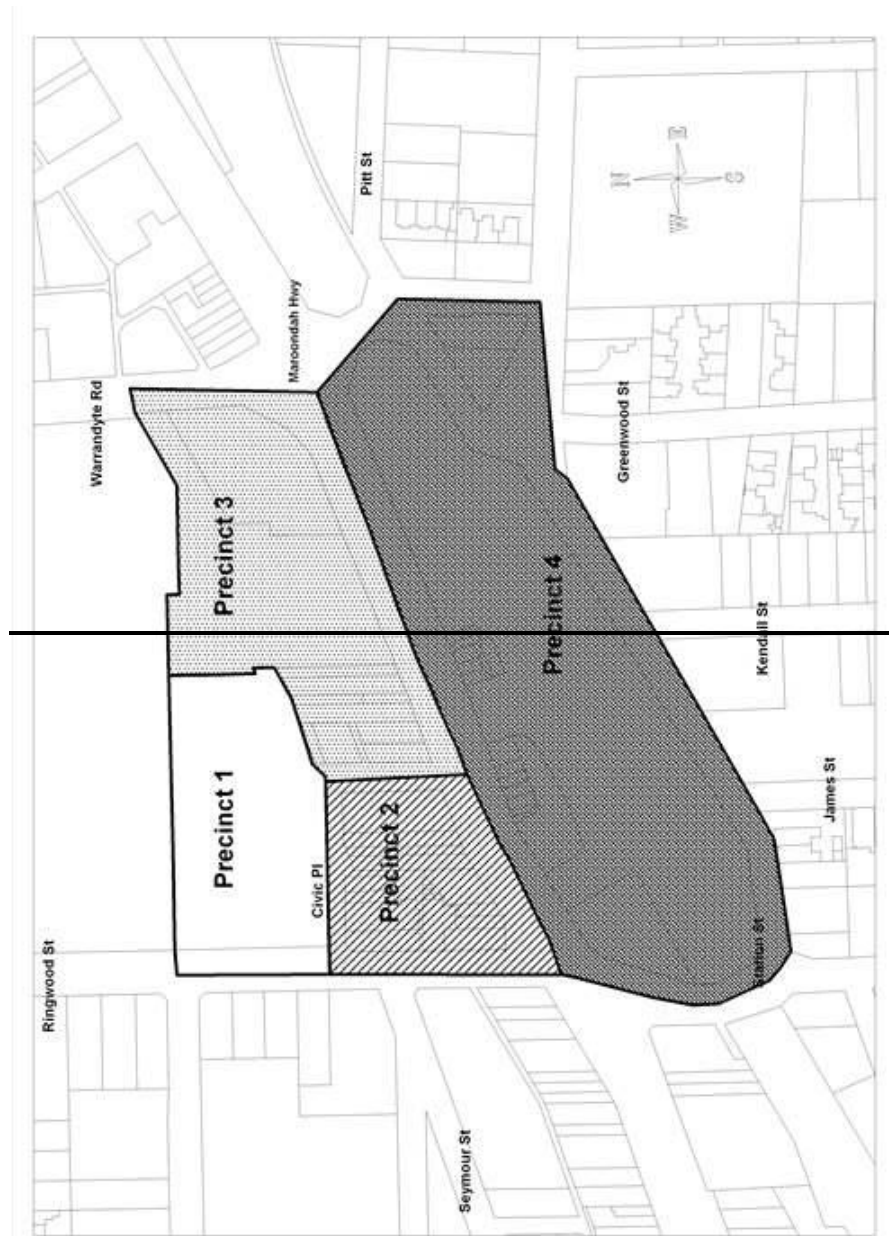 Ringwood St
Warrandyte Rd
Precinct 1
Precinct 3
Maroondah Hwy
Civic Pl
Pitt St
Precinct 2
Seymour St
Precinct 4
Greenwood St
N
W
E
S
Station St
Kendall St
James St